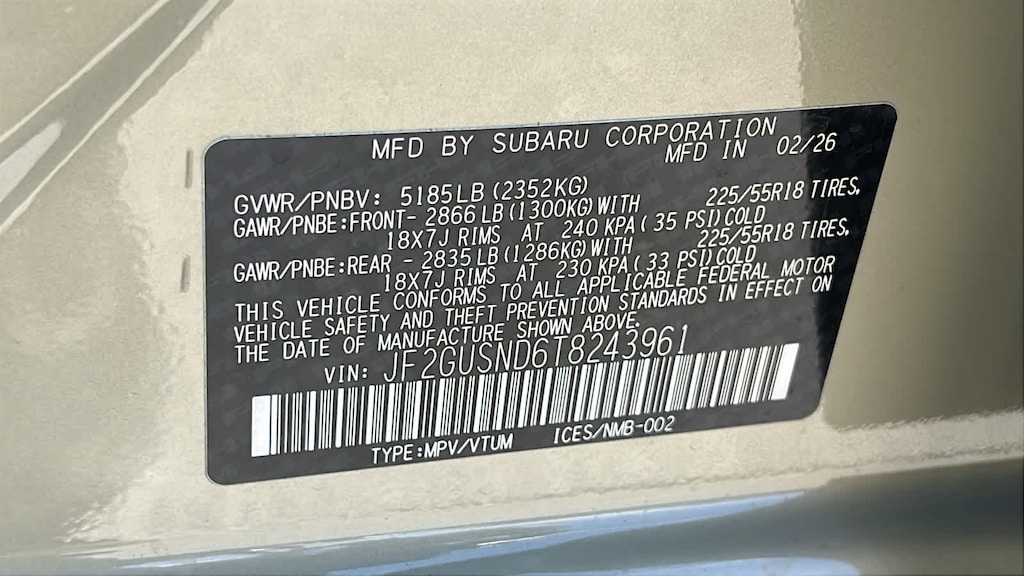 MFD BY SUBARU CORPORATION
MFD IN 02/26
GVWR/PNBV: 5185LB (2352KG)
GAWR/PNBE:FRONT- 2866 LB (1300KG) WITH 225/55R18 TIRES,
18X7J RIMS AT 240 KPA ( 35 PSI) COLD
GAWR/PNBE:REAR - 2835 LB (1286KG) WITH 225/55R18 TIRES,
18X7J RIMS AT 230 KPA ( 33 PSI) COLD
THIS VEHICLE CONFORMS TO ALL APPLICABLE FEDERAL MOTOR
VEHICLE SAFETY AND THEFT PREVENTION STANDARDS IN EFFECT ON
THE DATE OF MANUFACTURE SHOWN ABOVE.
VIN: JF2GUSND6T8243961
TYPE:MPV/VTUM ICES/NMB-002